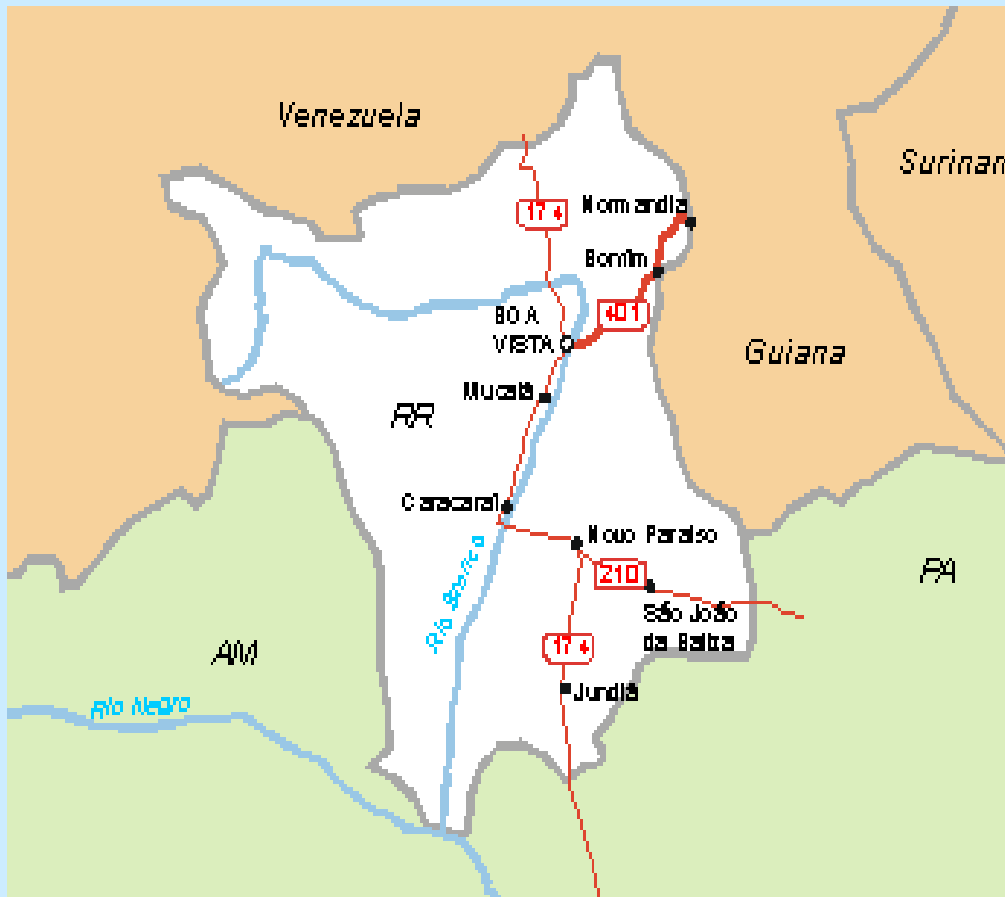 Venezuela
Surinam
Normandia
174
Bonfim
401
BOA
VISTA
Guiana
Mucataí
RR
Caracaraí
Novo Paraíso
Rio Branco
210
PA
São João
da Baliza
AM
174
Jundiá
Rio Negro